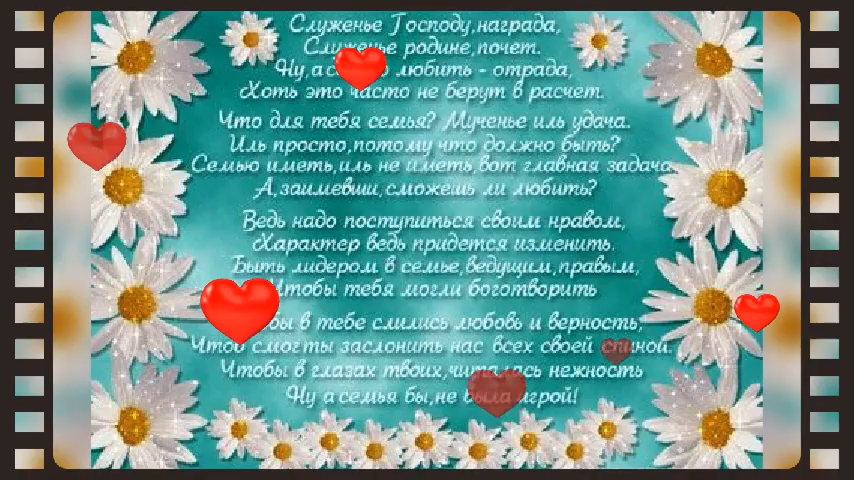 Служенье Господу,награда,
Служенье родине,почет.
Ну,а любить - отрада,
Хоть это часто не берут в расчет.
Что для тебя семья? Мученье иль удача.
Иль просто,потому что должно быть?
Семью иметь,иль не иметь,вот главная задача
А,заимевши,сможешь ли любить?
Ведь надо поступиться своим нравом,
Характер ведь придется изменить.
Быть лидером в семье,ведущим,правым,
Чтобы тебя могли боготворить
в тебе слились любовь и верность,
Чтоб смог ты заслонить нас всех своей спиной.
Чтобы в глазах твоих,читалась нежность
Ну а семья бы,не была игрой!